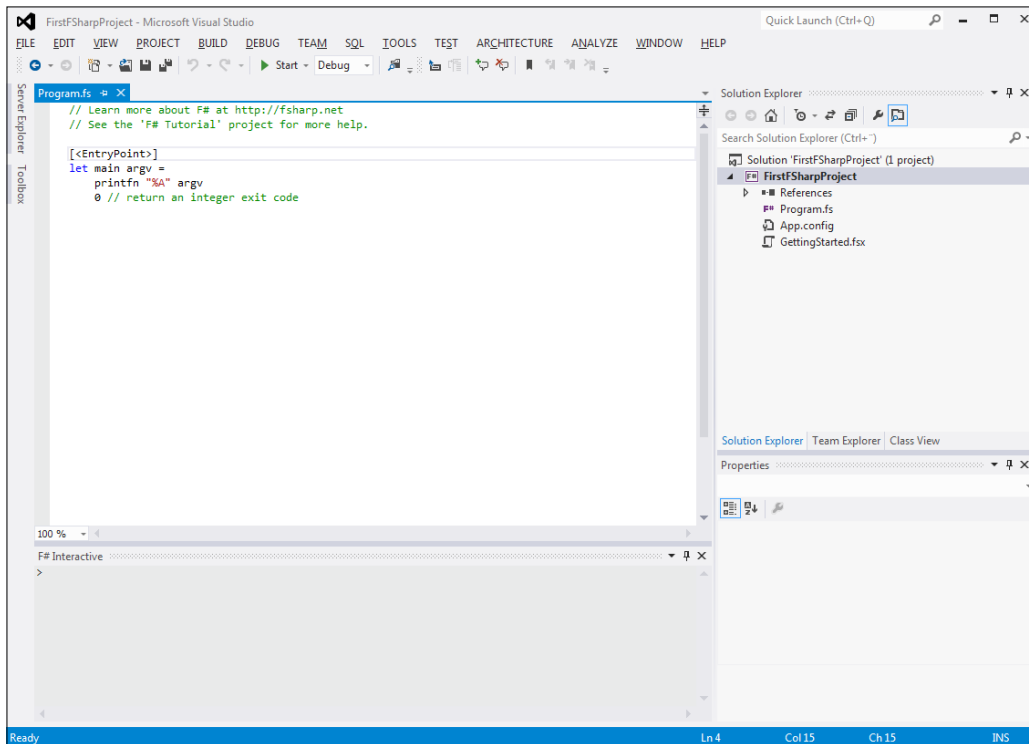 FirstFSharpProject - Microsoft Visual Studio
Quick Launch (Ctrl+Q)
FILE EDIT VIEW PROJECT BUILD DEBUG TEAM SQL TOOLS TEST ARCHITECTURE ANALYZE WINDOW HELP
Start Debug
Server Explorer
Toolbox
Program.fs
// Learn more about F# at http://fsharp.net
// See the 'F# Tutorial' project for more help.
[<EntryPoint>]
let main argv =
printfn "%A" argv
0 // return an integer exit code
100 %
F# Interactive
>
Solution Explorer
Search Solution Explorer (Ctrl+¨)
Solution 'FirstFSharpProject' (1 project)
FirstFSharpProject
References
Program.fs
App.config
GettingStarted.fsx
Solution Explorer Team Explorer Class View
Properties
Ready Ln 4 Col 15 Ch 15 INS